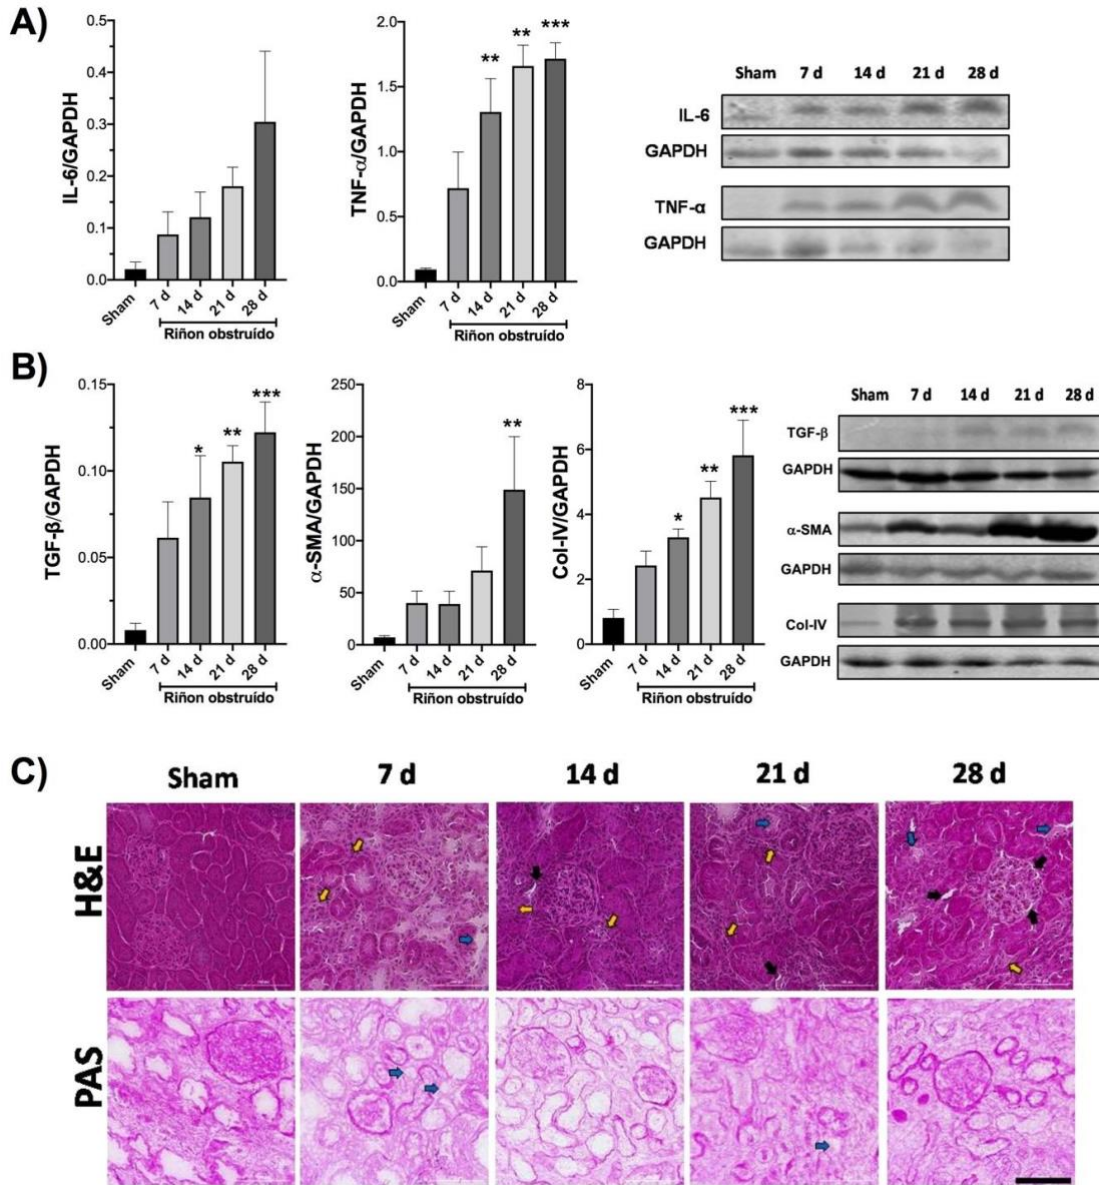 A)
IL-6/GAPDH
0.5
0.4
0.3
0.2
0.1
0.0
Sham
7 d
14 d
21 d
28 d
Riñon obstruído
TNF-α/GAPDH
2.0
1.5
1.0
0.5
0.0
** ** ***
Sham
7 d
14 d
21 d
28 d
Riñon obstruído
Sham 7 d 14 d 21 d 28 d
IL-6
GAPDH
TNF-α
GAPDH
B)
TGF-β/GAPDH
0.15
0.10
0.05
0.00
* ** ***
Sham
7 d
14 d
21 d
28 d
Riñon obstruído
α-SMA/GAPDH
250
200
150
100
50
0
**
Sham
7 d
14 d
21 d
28 d
Riñon obstruído
Col-IV/GAPDH
8
6
4
2
0
* ** ***
Sham
7 d
14 d
21 d
28 d
Riñon obstruído
Sham 7 d 14 d 21 d 28 d
TGF-β
GAPDH
α-SMA
GAPDH
Col-IV
GAPDH
C)
Sham 7 d 14 d 21 d 28 d
H&E
PAS